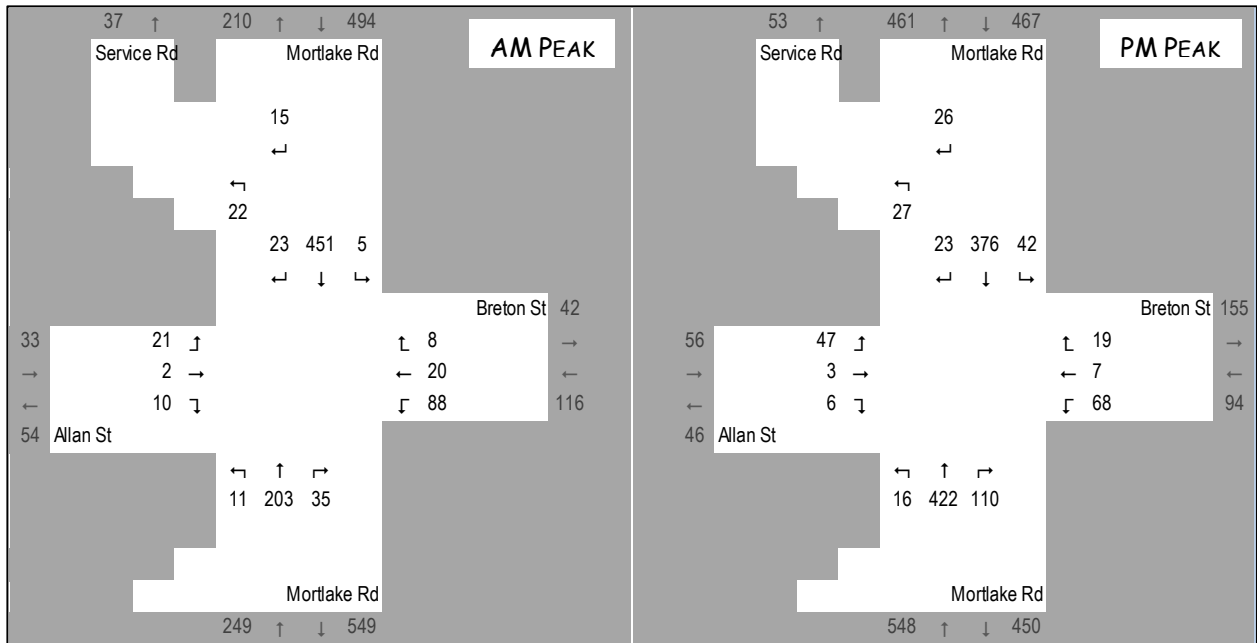 37 ↑ 210 ↑ ↓ 494
Service Rd Mortlake Rd AM PEAK
15
↵
↰
22
23 451 5
↵ ↓ ↳
Breton St 42
33 21 ↥ ↥ 8 →
→ 2 → ← 20 ←
← 10 ↴ ↧ 88 116
54 Allan St
↰ ↑ ↱
11 203 35
Mortlake Rd
249 ↑ ↓ 549
53 ↑ 461 ↑ ↓ 467
Service Rd Mortlake Rd PM PEAK
26
↵
↰
27
23 376 42
↵ ↓ ↳
Breton St 155
56 47 ↥ ↥ 19 →
→ 3 → ← 7 ←
← 6 ↴ ↧ 68 94
46 Allan St
↰ ↑ ↱
16 422 110
Mortlake Rd
548 ↑ ↓ 450